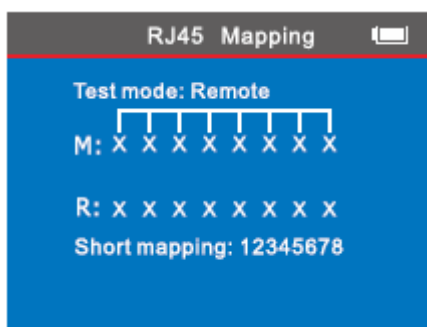 RJ45 Mapping
Test mode: Remote
M: X X X X X X X X
R: X X X X X X X X
Short mapping: 12345678